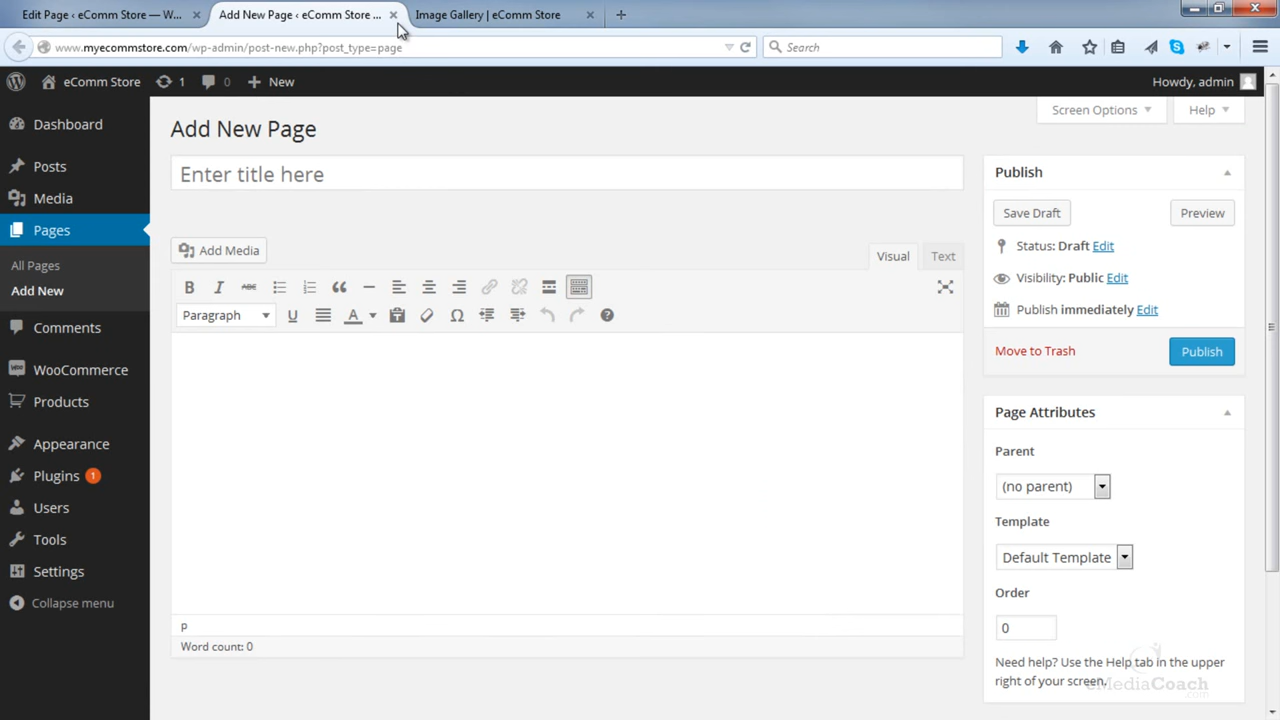 Edit Page ‹ eComm Store — W...
Add New Page ‹ eComm Store ...
Image Gallery | eComm Store
www.myecommstore.com/wp-admin/post-new.php?post_type=page
Search
eComm Store
1
0
New
Howdy, admin
Dashboard
Posts
Media
Pages
All Pages
Add New
Comments
WooCommerce
Products
Appearance
Plugins 1
Users
Tools
Settings
Collapse menu
Screen Options
Help
Add New Page
Enter title here
Add Media
Visual
Text
B I ABC
Paragraph
U
A
p
Word count: 0
Publish
Save Draft
Preview
Status: Draft Edit
Visibility: Public Edit
Publish immediately Edit
Move to Trash
Publish
Page Attributes
Parent
(no parent)
Template
Default Template
Order
0
Need help? Use the Help tab in the upper
right of your screen.
eMediaCoach
.com